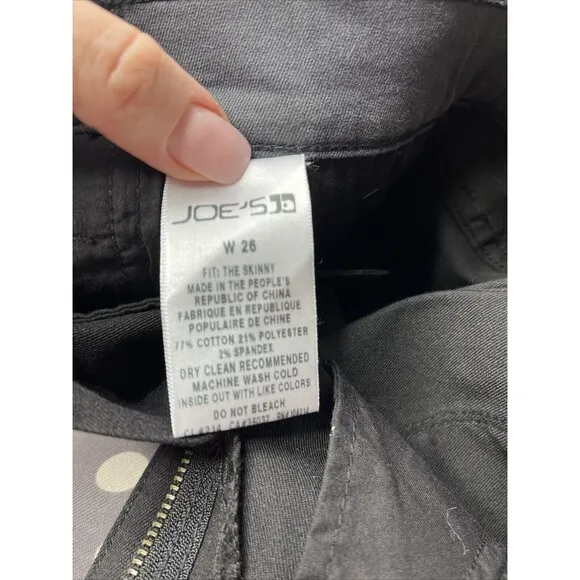 JOE'S
W 26
FIT: THE SKINNY
MADE IN THE PEOPLE'S
REPUBLIC OF CHINA
FABRIQUE EN REPUBLIQUE
POPULAIRE DE CHINE
77% COTTON 21% POLYESTER
2% SPANDEX
DRY CLEAN RECOMMENDED
MACHINE WASH COLD
INSIDE OUT WITH LIKE COLORS
DO NOT BLEACH